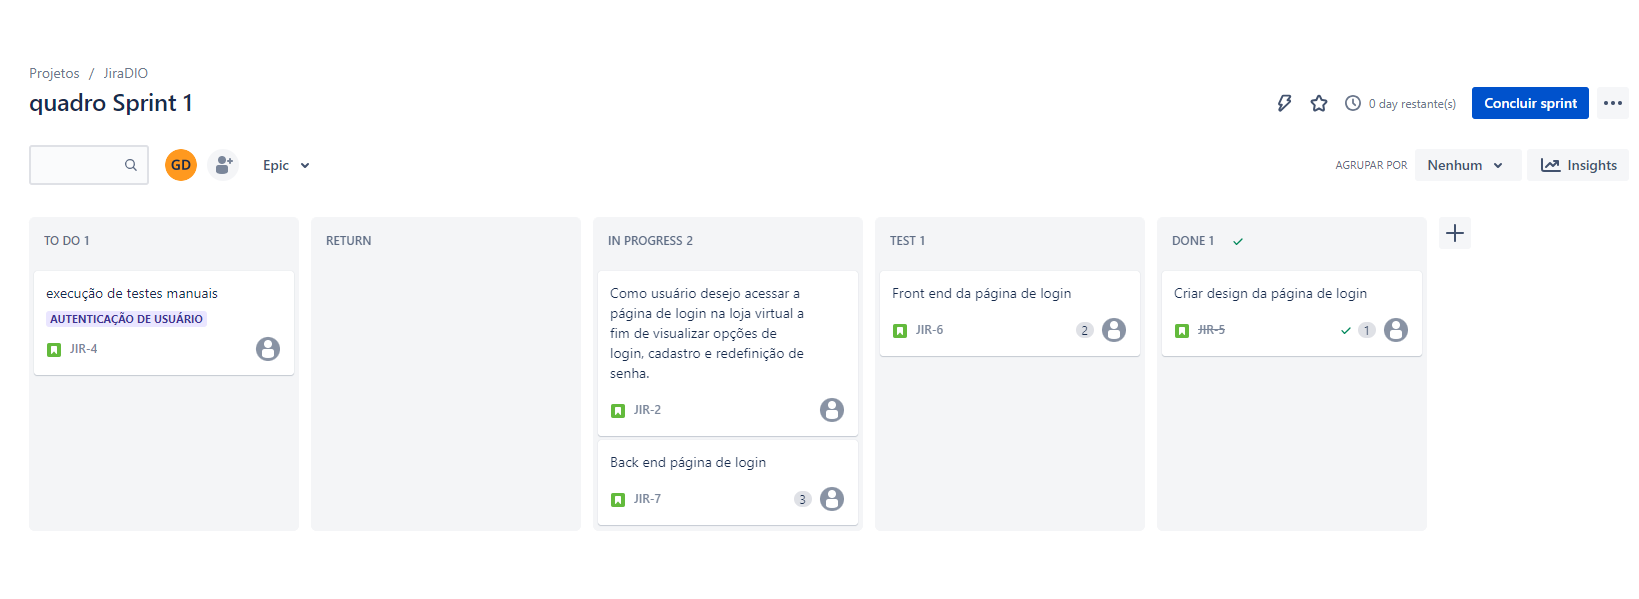 Projetos / JiraDIO
quadro Sprint 1
0 day restante(s)
Concluir sprint
GD
Epic
AGRUPAR POR
Nenhum
Insights
TO DO 1
execução de testes manuais
AUTENTICAÇÃO DE USUÁRIO
JIR-4
RETURN
IN PROGRESS 2
Como usuário desejo acessar a
página de login na loja virtual a
fim de visualizar opções de
login, cadastro e redefinição de
senha.
JIR-2
Back end página de login
JIR-7 3
TEST 1
Front end da página de login
JIR-6 2
DONE 1
Criar design da página de login
JIR-5 1